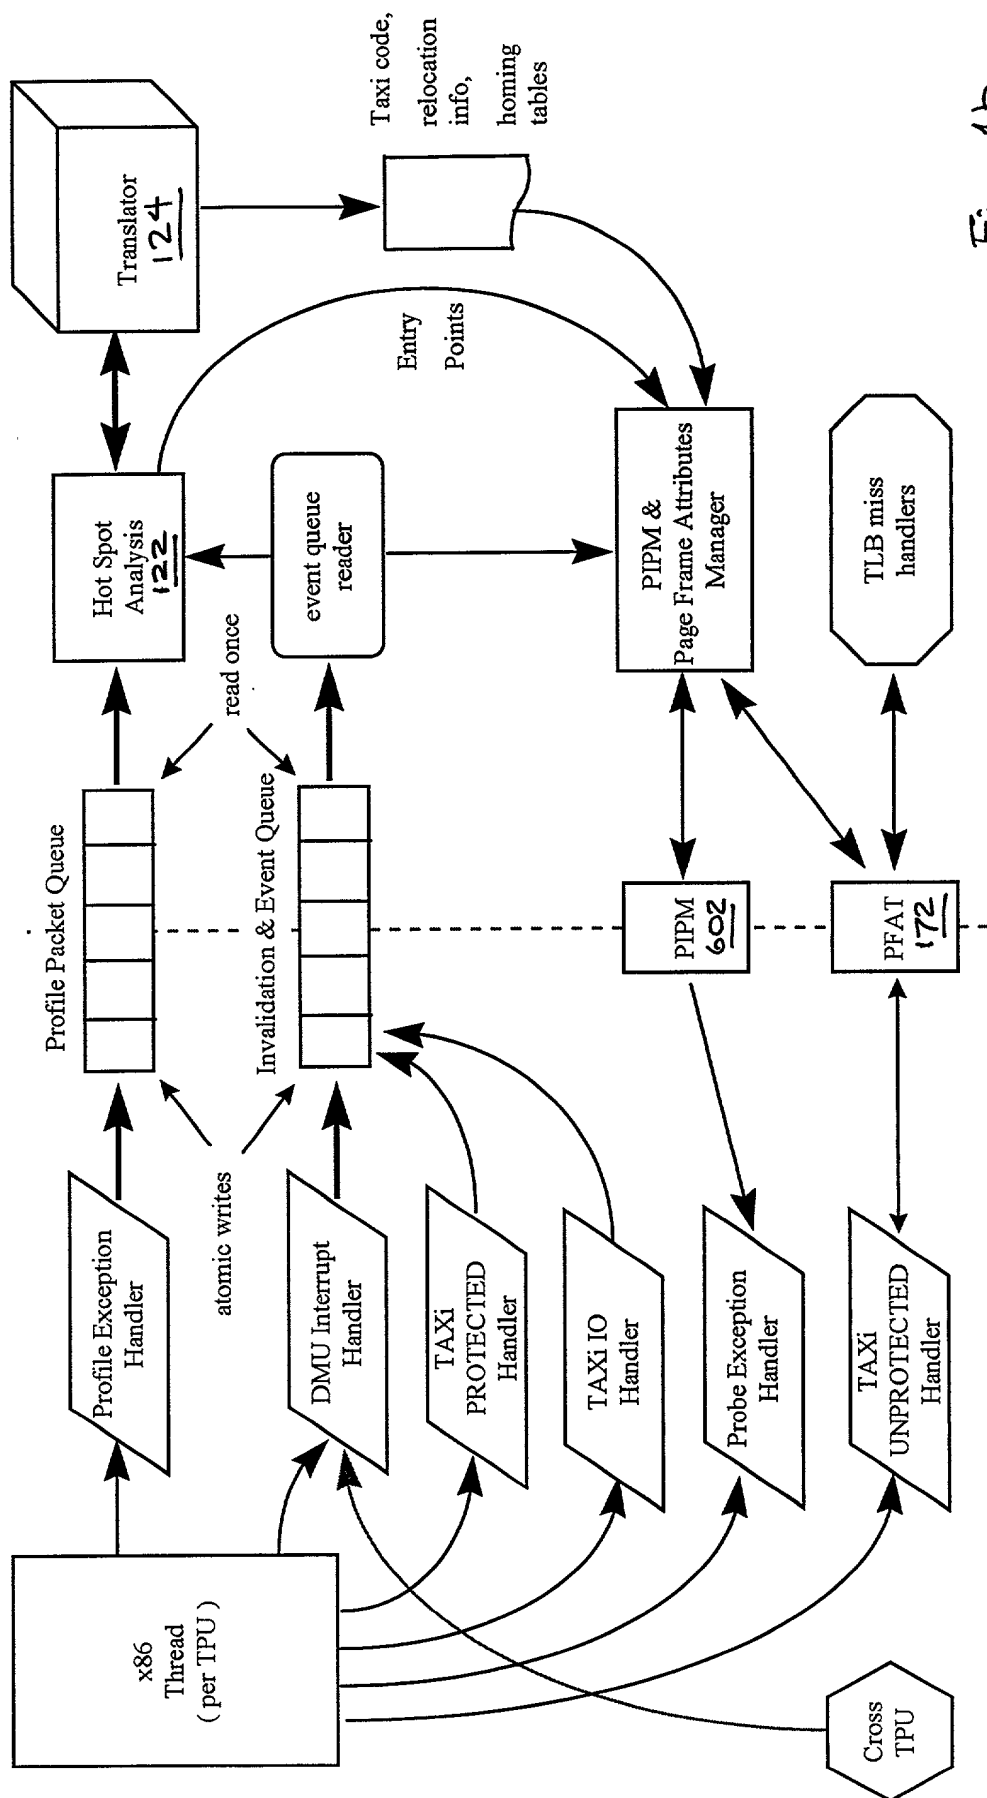 x86
Thread
(per TPU)
Cross
TPU
Profile Exception
Handler
atomic writes
DMU Interrupt
Handler
TAXi
PROTECTED
Handler
TAXi IO
Handler
Probe Exception
Handler
TAXi
UNPROTECTED
Handler
Profile Packet Queue
Invalidation & Event Queue
read once
PIPM
602
PFAT
172
Hot Spot
Analysis
122
event queue
reader
PIPM &
Page Frame Attributes
Manager
TLB miss
handlers
Entry
Points
Translator
124
Taxi code,
relocation
info,
homing
tables